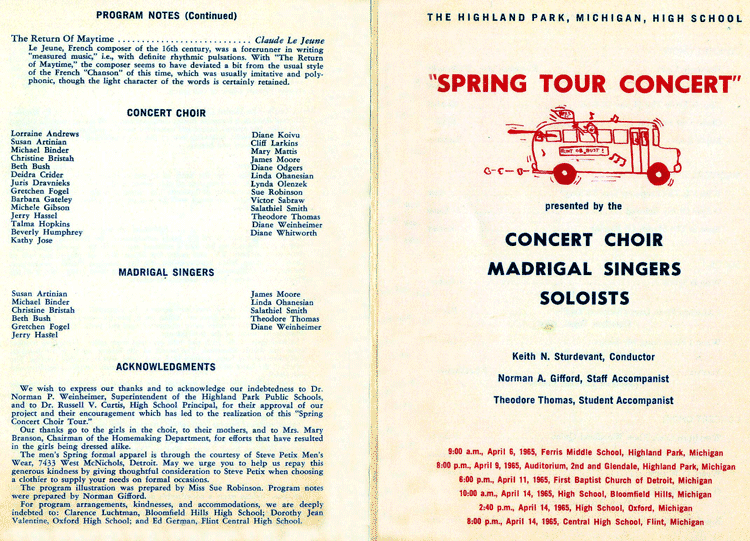 PROGRAM NOTES (Continued)
The Return Of Maytime . . . . . . . . . . . . . . . . . . . . . . . . . . Claude Le Jeune
Le Jeune, French composer of the 16th century, was a forerunner in writing
"measured music," i.e., with definite rhythmic pulsations. With "The Return
of Maytime," the composer seems to have deviated a bit from the usual style
of the French "Chanson" of this time, which was usually imitative and poly-
phonic, though the light character of the words is certainly retained.
CONCERT CHOIR
Lorraine Andrews
Susan Artinian
Michael Binder
Christine Bristah
Beth Bush
Deidra Crider
Juris Dravnieks
Gretchen Fogel
Barbara Gateley
Michele Gibson
Jerry Hassel
Talma Hopkins
Beverly Humphrey
Kathy Jose
Diane Koivu
Cliff Larkins
Mary Mattis
James Moore
Diane Odgers
Linda Ohanesian
Lynda Olenzek
Sue Robinson
Victor Sabraw
Salathiel Smith
Theodore Thomas
Diane Weinheimer
Diane Whitworth
MADRIGAL SINGERS
Susan Artinian
Michael Binder
Christine Bristah
Beth Bush
Gretchen Fogel
Jerry Hassel
James Moore
Linda Ohanesian
Salathiel Smith
Theodore Thomas
Diane Weinheimer
ACKNOWLEDGMENTS
We wish to express our thanks and to acknowledge our indebtedness to Dr.
Norman P. Weinheimer, Superintendent of the Highland Park Public Schools,
and to Dr. Russell V. Curtis, High School Principal, for their approval of our
project and their encouragement which has led to the realization of this "Spring
Concert Choir Tour."
Our thanks go to the girls in the choir, to their mothers, and to Mrs. Mary
Branson, Chairman of the Homemaking Department, for efforts that have resulted
in the girls being dressed alike.
The men's Spring formal apparel is through the courtesy of Steve Petix Men's
Wear, 7433 West McNichols, Detroit. May we urge you to help us repay this
generous kindness by giving thoughtful consideration to Steve Petix when choosing
a clothier to supply your needs on formal occasions.
The program illustration was prepared by Miss Sue Robinson. Program notes
were prepared by Norman Gifford.
For program arrangements, kindnesses, and accommodations, we are deeply
indebted to: Clarence Luchtman, Bloomfield Hills High School; Dorothy Jean
Valentine, Oxford High School; and Ed German, Flint Central High School.
THE HIGHLAND PARK, MICHIGAN, HIGH SCHOOL
"SPRING TOUR CONCERT"
FLINT OR BUST!
presented by the
CONCERT CHOIR
MADRIGAL SINGERS
SOLOISTS
Keith N. Sturdevant, Conductor
Norman A. Gifford, Staff Accompanist
Theodore Thomas, Student Accompanist
9:00 a.m., April 6, 1965, Ferris Middle School, Highland Park, Michigan
8:00 p.m., April 9, 1965, Auditorium, 2nd and Glendale, Highland Park, Michigan
6:00 p.m., April 11, 1965, First Baptist Church of Detroit, Michigan
10:00 a.m., April 14, 1965, High School, Bloomfield Hills, Michigan
2:40 p.m., April 14, 1965, High School, Oxford, Michigan
8:00 p.m., April 14, 1965, Central High School, Flint, Michigan